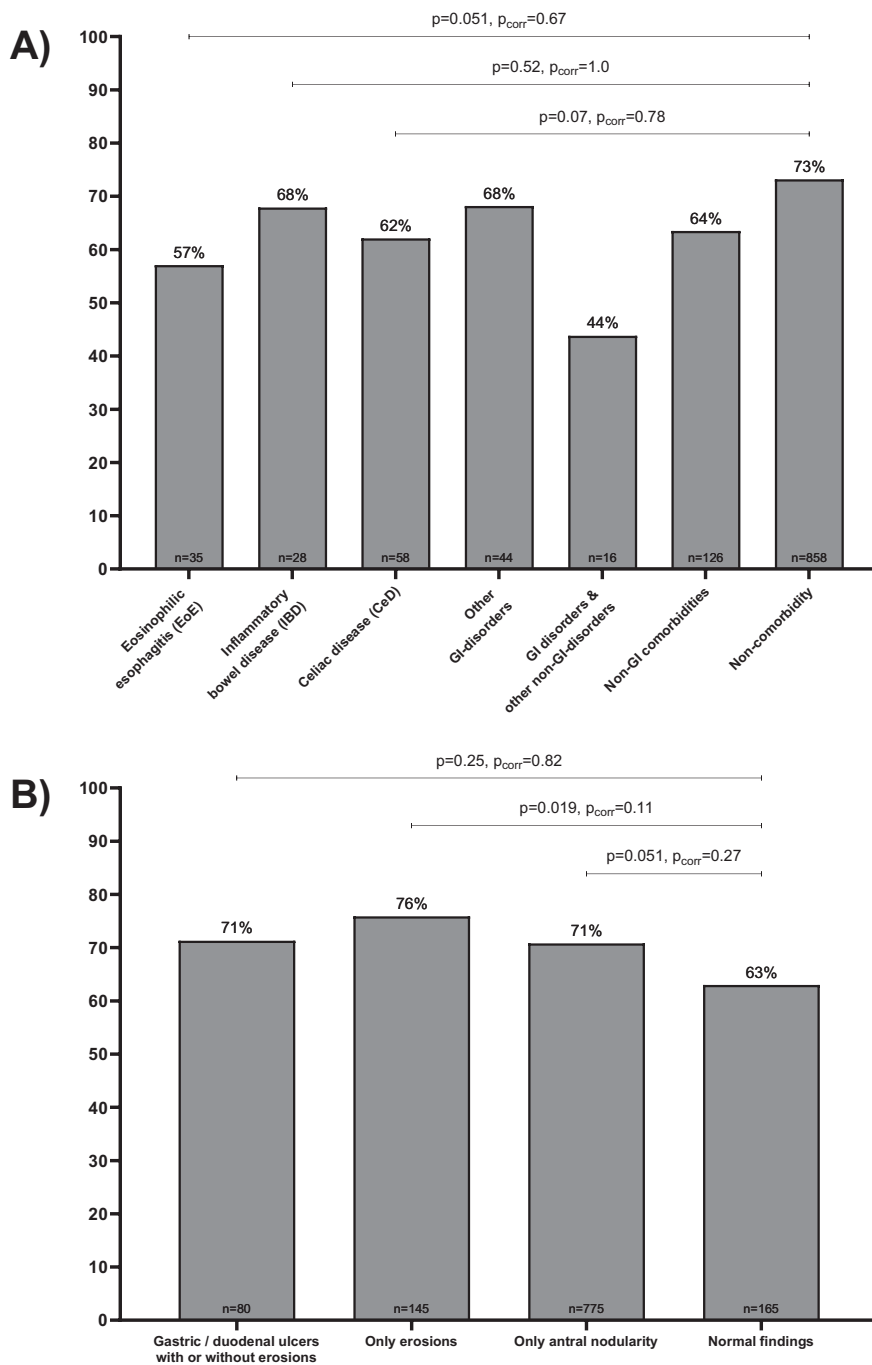 A)
p=0.051, pcorr=0.67
100
p=0.52, pcorr=1.0
90
p=0.07, pcorr=0.78
80
73%
70
68%
68%
64%
62%
60
57%
50
44%
40
30
20
10
n=35
n=28
n=58
n=44
n=16
n=126
n=858
0
Eosinophilic
esophagitis (EoE)
Inflammatory
bowel disease (IBD)
Celiac disease (CeD)
Other
GI-disorders
GI disorders &
other non-GI-disorders
Non-GI comorbidities
Non-comorbidity
B)
p=0.25, pcorr=0.82
100
p=0.019, pcorr=0.11
90
p=0.051, pcorr=0.27
80
76%
71%
71%
70
63%
60
50
40
30
20
10
n=80
n=145
n=775
n=165
0
Gastric / duodenal ulcers
with or without erosions
Only erosions
Only antral nodularity
Normal findings